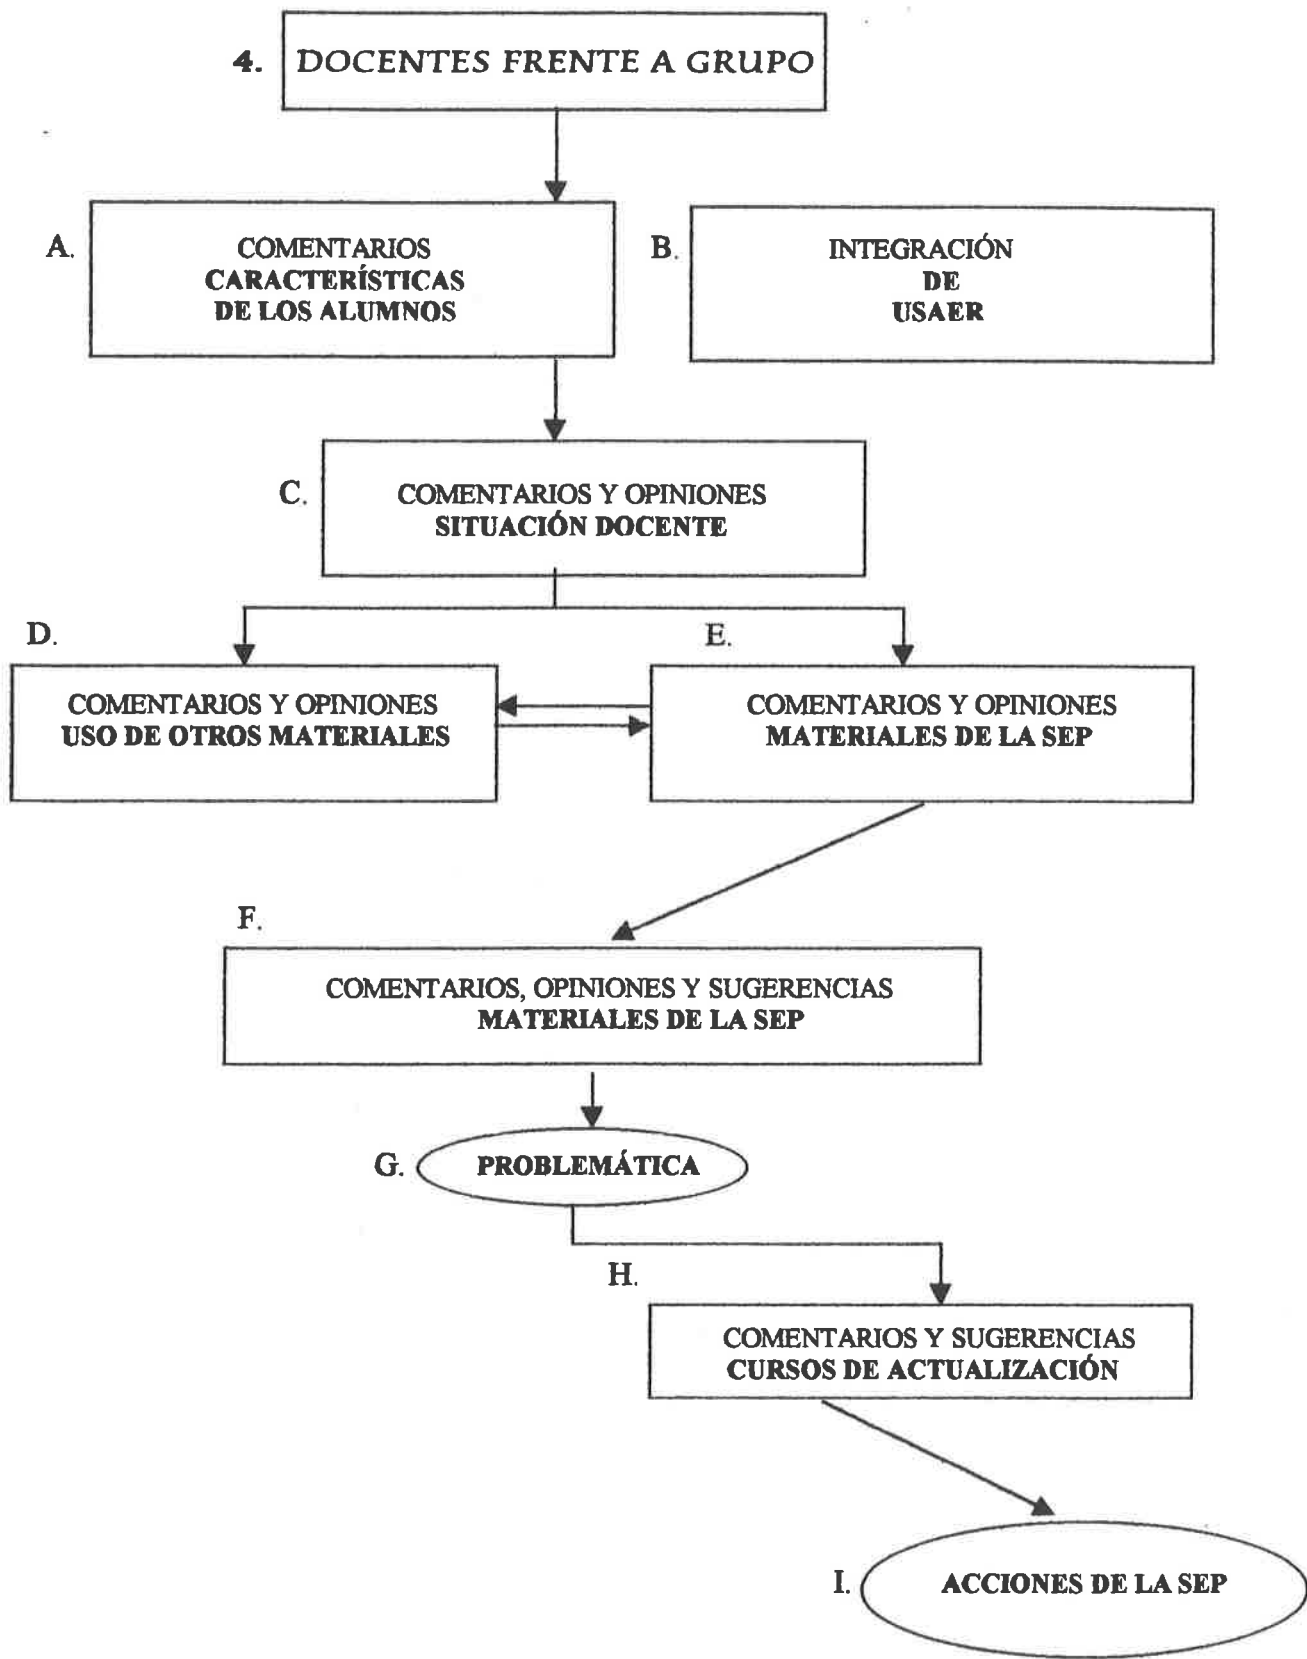 4. DOCENTES FRENTE A GRUPO
A.
COMENTARIOS
CARACTERÍSTICAS
DE LOS ALUMNOS
B.
INTEGRACIÓN
DE
USAER
C.
COMENTARIOS Y OPINIONES
SITUACIÓN DOCENTE
D.
COMENTARIOS Y OPINIONES
USO DE OTROS MATERIALES
E.
COMENTARIOS Y OPINIONES
MATERIALES DE LA SEP
F.
COMENTARIOS, OPINIONES Y SUGERENCIAS
MATERIALES DE LA SEP
G.
PROBLEMÁTICA
H.
COMENTARIOS Y SUGERENCIAS
CURSOS DE ACTUALIZACIÓN
I.
ACCIONES DE LA SEP